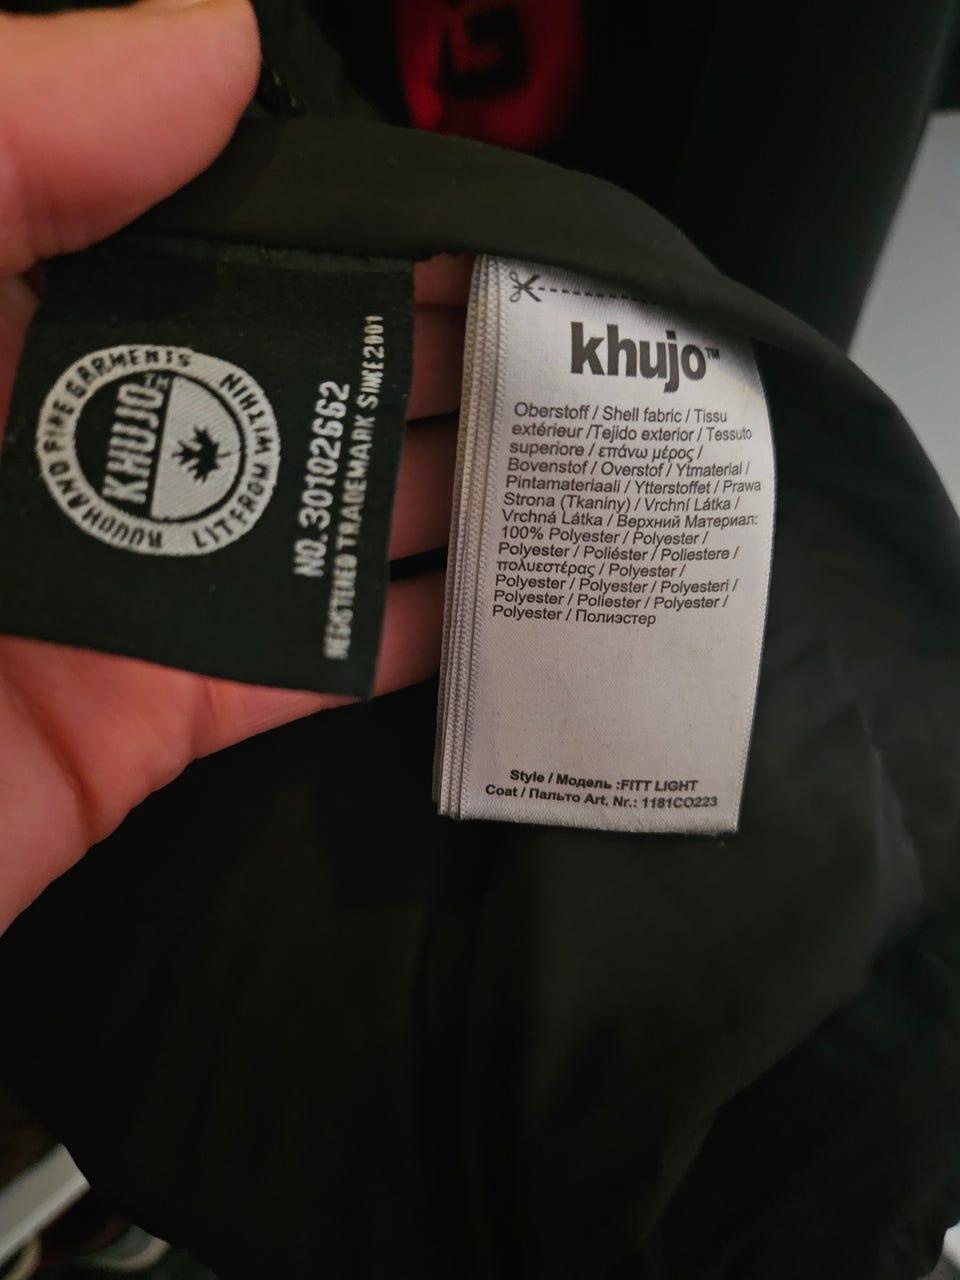 HOODOO AND FINE GARMENTS
LIT FROM WITHIN
KHUJO™
NO.30102662
REGISTERED TRADEMARK SINCE 2001
khujo™
Oberstoff / Shell fabric / Tissu
extérieur /Tejido exterior / Tessuto
superiore / επάνω μέρος /
Bovenstof / Overstof / Ytmaterial /
Pintamateriaali / Ytterstoffet / Prawa
Strona (Tkaniny) / Vrchní Látka /
Vrchná Látka / Верхний Материал:
100% Polyester / Polyester /
Polyester / Poliéster / Poliestere /
πολυεστέρας / Polyester /
Polyester / Polyester / Polyesteri /
Polyester / Poliester / Polyester /
Polyester / Полиэстер
Style / Модель :FITT LIGHT
Coat / Пальто Art. Nr.: 1181CO223